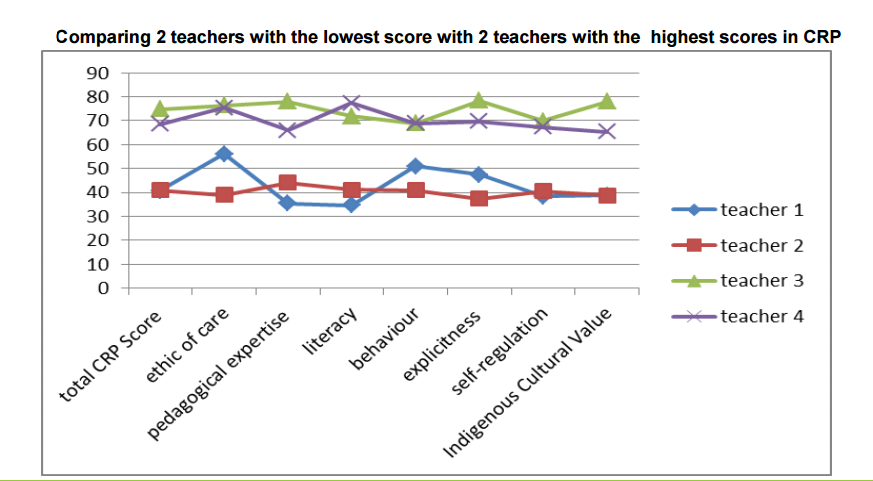 Comparing 2 teachers with the lowest score with 2 teachers with the highest scores in CRP
90
80
70
60
50
40
30
20
10
0
total CRP Score
ethic of care
pedagogical expertise
literacy
behaviour
explicitness
self-regulation
Indigenous Cultural Value
teacher 1
teacher 2
teacher 3
teacher 4